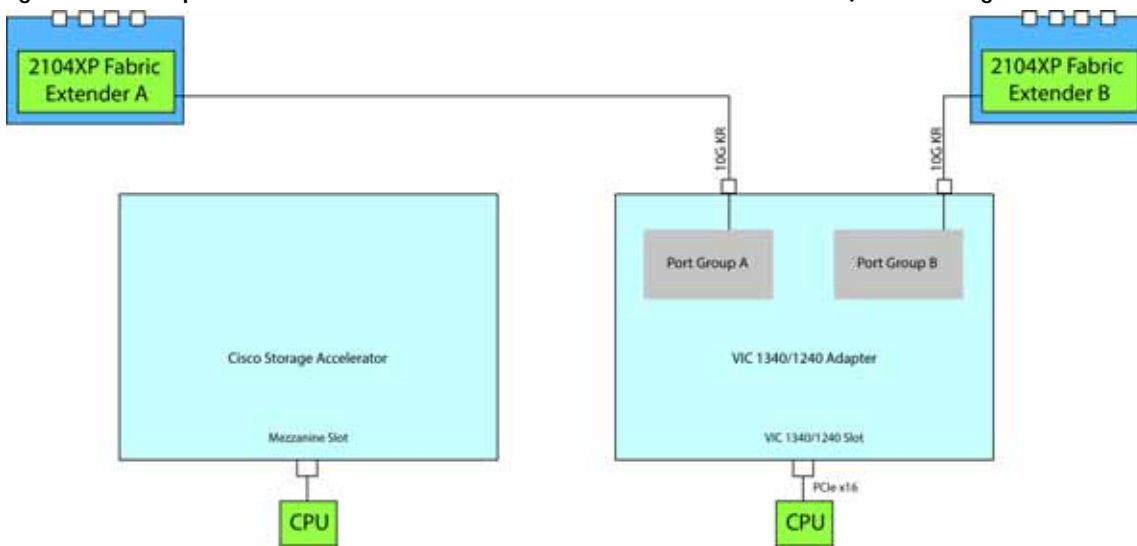 2104XP Fabric
Extender A
2104XP Fabric
Extender B
10G KR
10G KR
Port Group A
Port Group B
Cisco Storage Accelerator
VIC 1340/1240 Adapter
Mezzanine Slot
VIC 1340/1240 Slot
PCIe x16
CPU
CPU